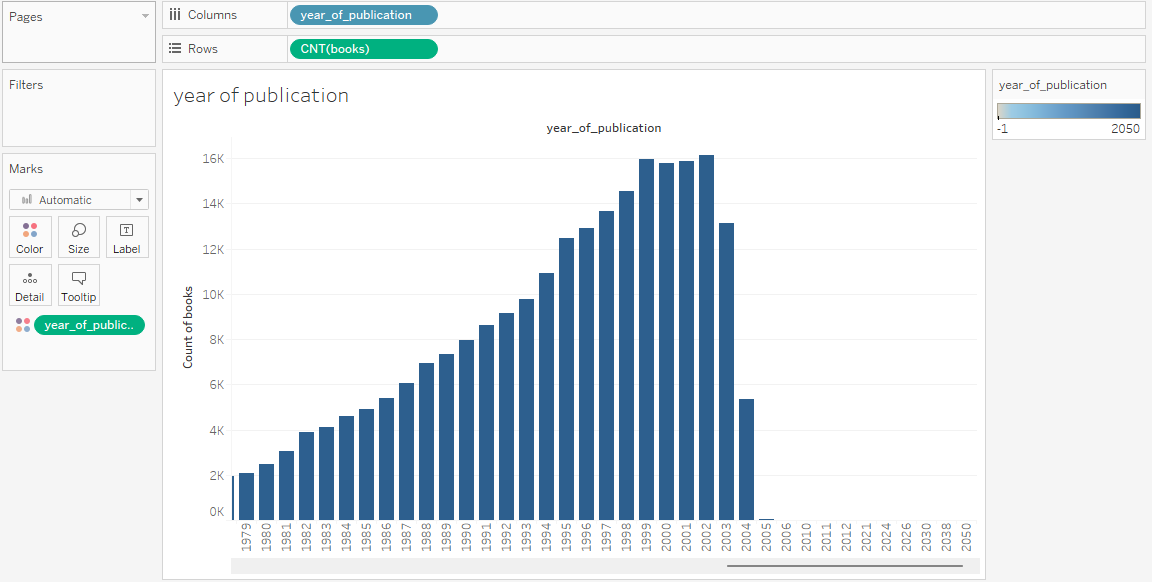 Pages
Columns
year_of_publication
Rows
CNT(books)
Filters
Marks
Automatic
Color
Size
Label
Detail
Tooltip
year_of_public..
year of publication
year_of_publication
Count of books
16K
14K
12K
10K
8K
6K
4K
2K
0K
1979
1980
1981
1982
1983
1984
1985
1986
1987
1988
1989
1990
1991
1992
1993
1994
1995
1996
1997
1998
1999
2000
2001
2002
2003
2004
2005
2006
2010
2011
2012
2021
2024
2026
2030
2038
2050
year_of_publication
-1 2050